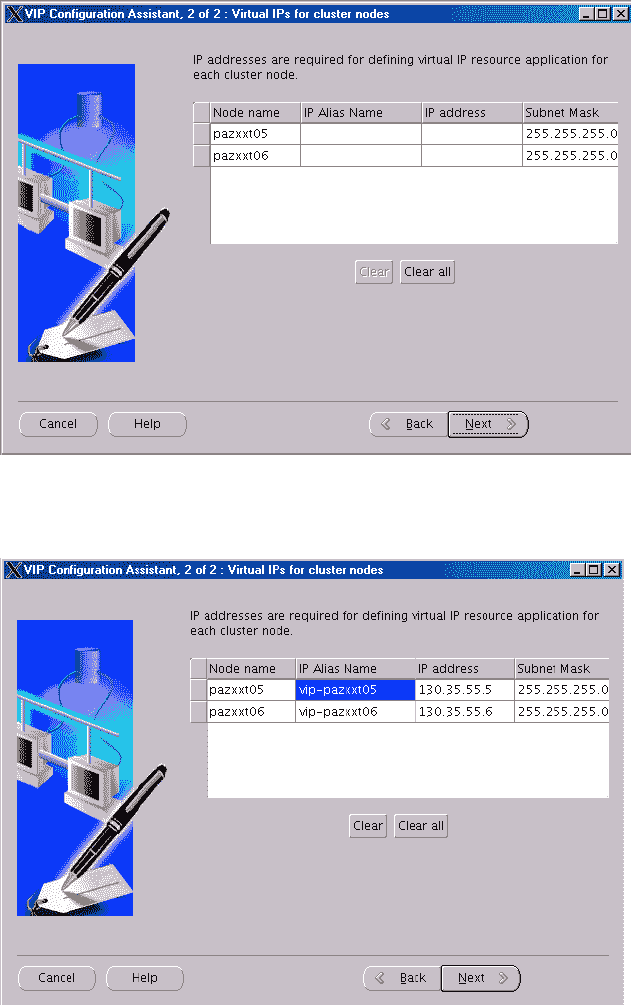 VIP Configuration Assistant, 2 of 2 : Virtual IPs for cluster nodes
IP addresses are required for defining virtual IP resource application for
each cluster node.
Node name IP Alias Name IP address Subnet Mask
pazxxt05 255.255.255.0
pazxxt06 255.255.255.0
Clear Clear all
Cancel Help Back Next
VIP Configuration Assistant, 2 of 2 : Virtual IPs for cluster nodes
IP addresses are required for defining virtual IP resource application for
each cluster node.
Node name IP Alias Name IP address Subnet Mask
pazxxt05 vip-pazxxt05 130.35.55.5 255.255.255.0
pazxxt06 vip-pazxxt06 130.35.55.6 255.255.255.0
Clear Clear all
Cancel Help Back Next